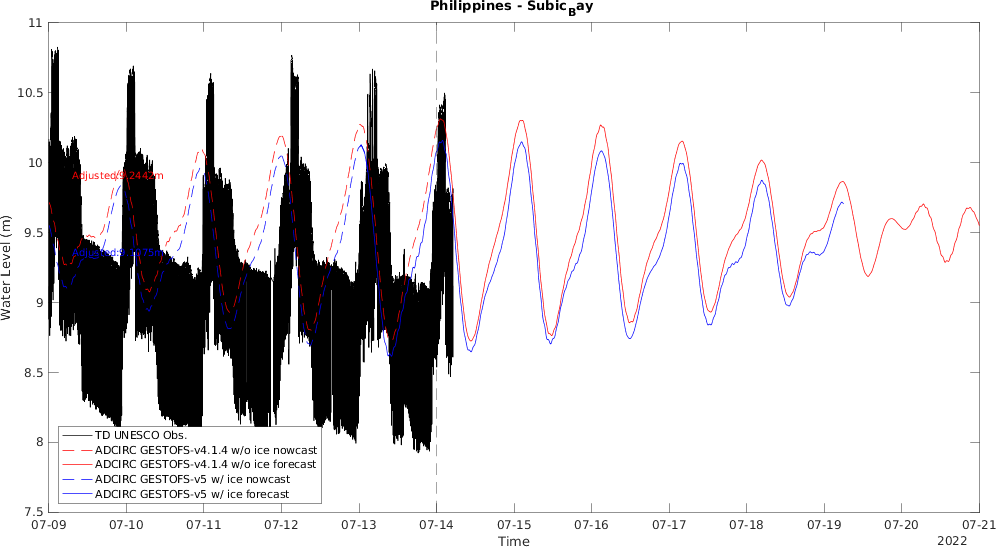 Philippines - Subic_Bay
11
10.5
10
9.5
9
8.5
8
7.5
Water Level (m)
TD UNESCO Obs.
ADCIRC GESTOFS-v4.1.4 w/o ice nowcast
ADCIRC GESTOFS-v4.1.4 w/o ice forecast
ADCIRC GESTOFS-v5 w/ ice nowcast
ADCIRC GESTOFS-v5 w/ ice forecast
07-09 07-10 07-11 07-12 07-13 07-14 07-15 07-16 07-17 07-18 07-19 07-20 07-21
Time
2022